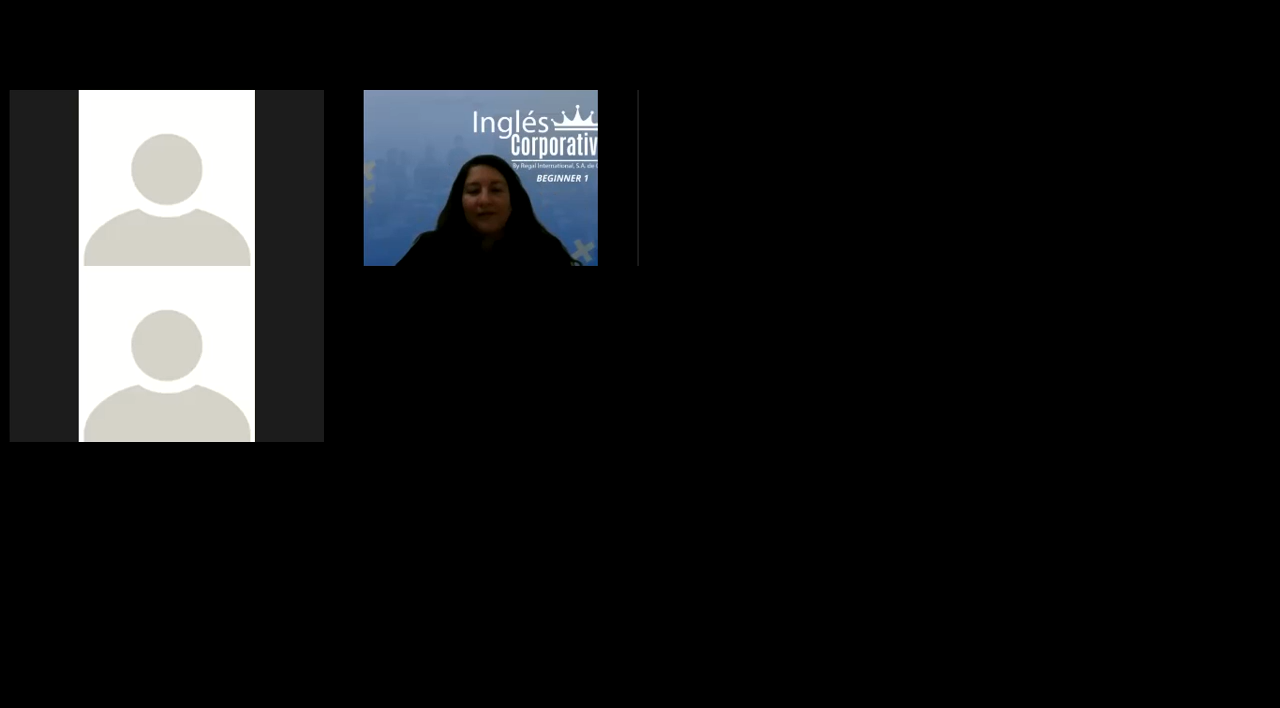 Inglés
Corporativ
By Regal International, S.A. de C
BEGINNER 1